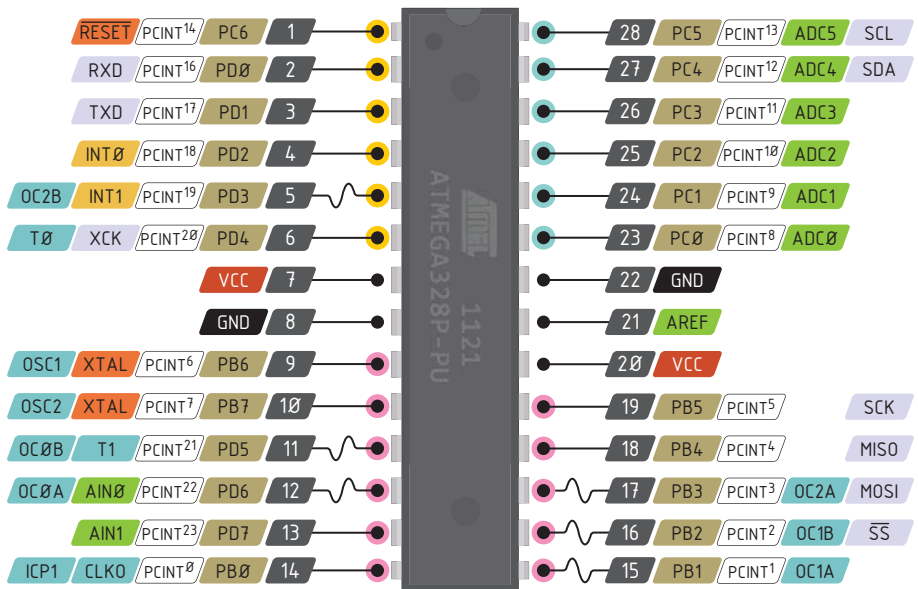 RESET PCINT14 PC6 1 28 PC5 PCINT13 ADC5 SCL
RXD PCINT16 PDØ 2 27 PC4 PCINT12 ADC4 SDA
TXD PCINT17 PD1 3 26 PC3 PCINT11 ADC3
INTØ PCINT18 PD2 4 25 PC2 PCINT1Ø ADC2
OC2B INT1 PCINT19 PD3 5 24 PC1 PCINT9 ADC1
TØ XCK PCINT2Ø PD4 6 23 PCØ PCINT8 ADCØ
VCC 7 22 GND
GND 8 21 AREF
OSC1 XTAL PCINT6 PB6 9 2Ø VCC
OSC2 XTAL PCINT7 PB7 1Ø 19 PB5 PCINT5 SCK
OCØB T1 PCINT21 PD5 11 18 PB4 PCINT4 MISO
OCØA AINØ PCINT22 PD6 12 17 PB3 PCINT3 OC2A MOSI
AIN1 PCINT23 PD7 13 16 PB2 PCINT2 OC1B SS
ICP1 CLKO PCINTØ PBØ 14 15 PB1 PCINT1 OC1A
ATMEL 1121
ATMEGA328P-PU